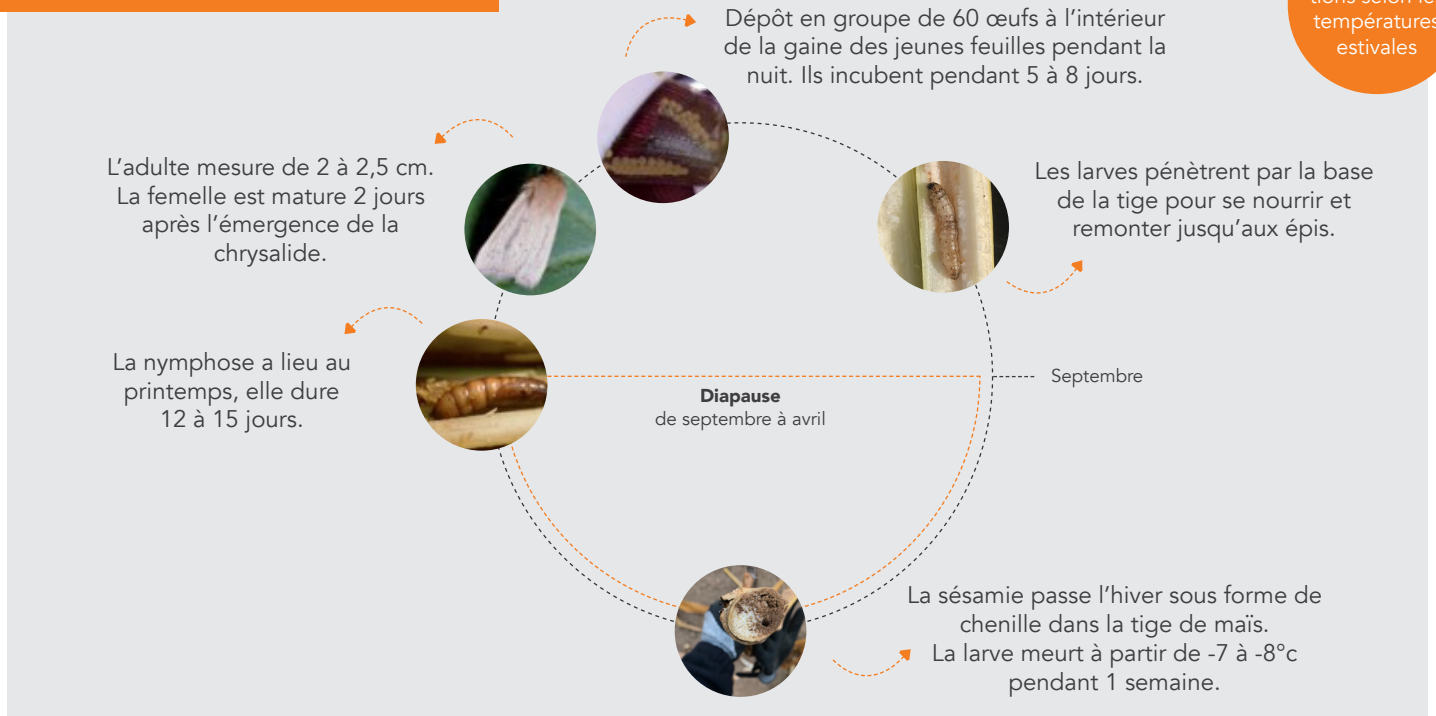 Dépôt en groupe de 60 œufs à l'intérieur
de la gaine des jeunes feuilles pendant la
nuit. Ils incubent pendant 5 à 8 jours.
températures
estivales
L'adulte mesure de 2 à 2,5 cm.
La femelle est mature 2 jours
après l'émergence de la
chrysalide.
Les larves pénètrent par la base
de la tige pour se nourrir et
remonter jusqu'aux épis.
La nymphose a lieu au
printemps, elle dure
12 à 15 jours.
Diapause
de septembre à avril
Septembre
La sésamie passe l'hiver sous forme de
chenille dans la tige de maïs.
La larve meurt à partir de -7 à -8°c
pendant 1 semaine.